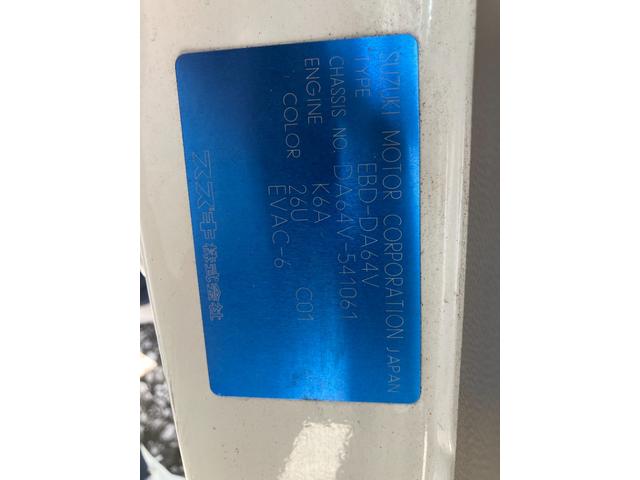 SUZUKI MOTOR CORPORATION JAPAN
TYPE EBD-DA64V
CHASSIS NO. DA64V-541061
ENGINE K6A
COLOR 26U C01
EVAC-6
スズキ株式会社